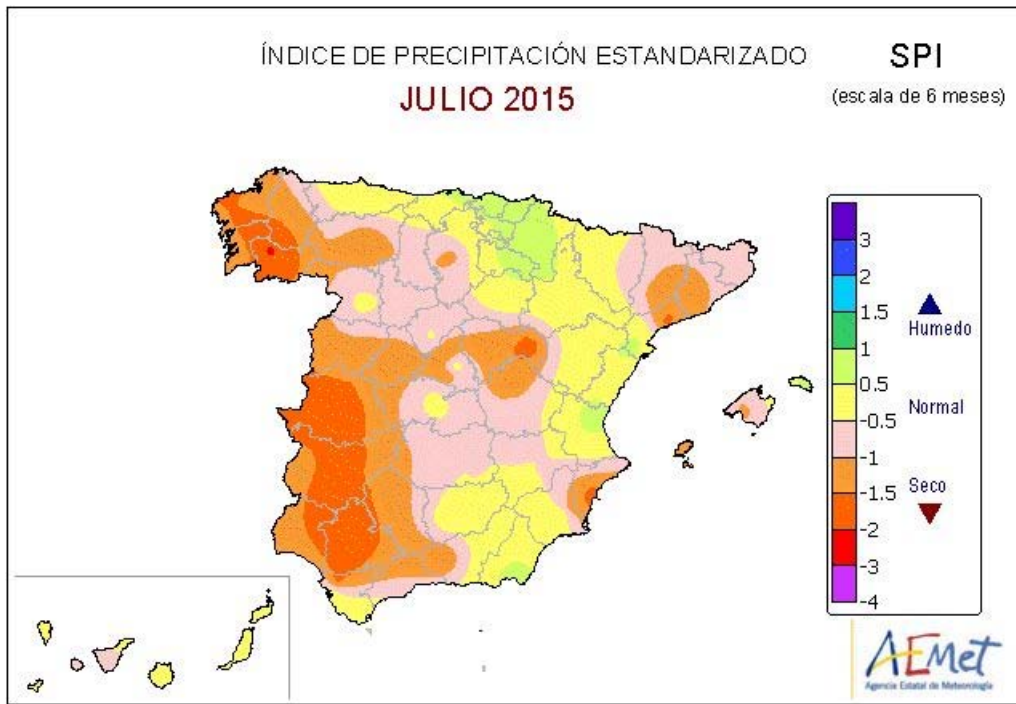 ÍNDICE DE PRECIPITACIÓN ESTANDARIZADO
JULIO 2015
SPI
(escala de 6 meses)
3
2
1.5
1
0.5
-0.5
-1
-1.5
-2
-3
-4
Humedo
Normal
Seco
AEMet
Agencia Estatal de Meteorología